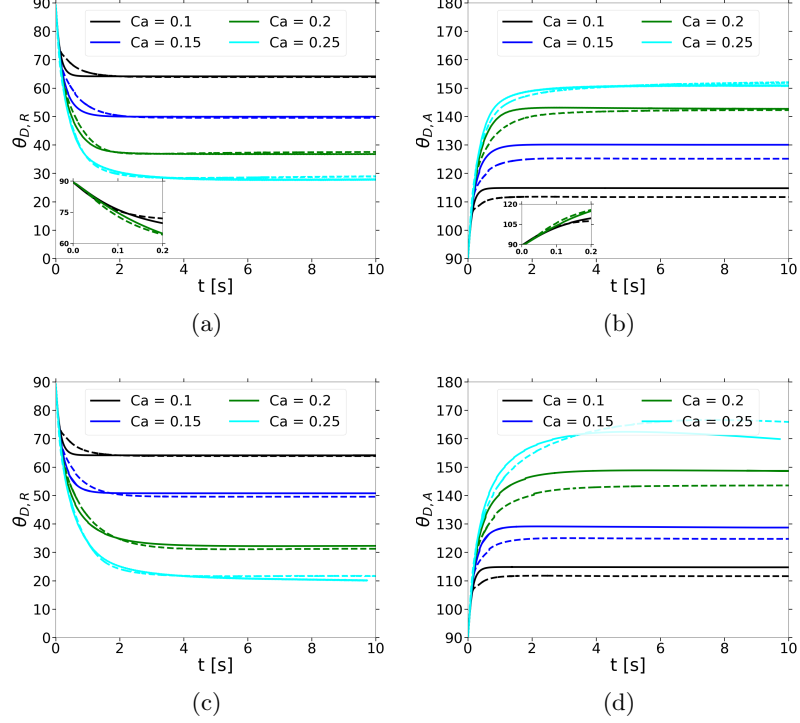 90
80
70
60
50
40
30
20
10
0
θD,R
Ca = 0.1 Ca = 0.2
Ca = 0.15 Ca = 0.25
90
75
60
0.0 0.1 0.2
0 2 4 6 8 10
t [s]
(a)
180
170
160
150
140
130
120
110
100
90
θD,A
Ca = 0.1 Ca = 0.2
Ca = 0.15 Ca = 0.25
120
105
90
0.0 0.1 0.2
0 2 4 6 8 10
t [s]
(b)
90
80
70
60
50
40
30
20
10
0
θD,R
Ca = 0.1 Ca = 0.2
Ca = 0.15 Ca = 0.25
0 2 4 6 8 10
t [s]
(c)
180
170
160
150
140
130
120
110
100
90
θD,A
Ca = 0.1 Ca = 0.2
Ca = 0.15 Ca = 0.25
0 2 4 6 8 10
t [s]
(d)